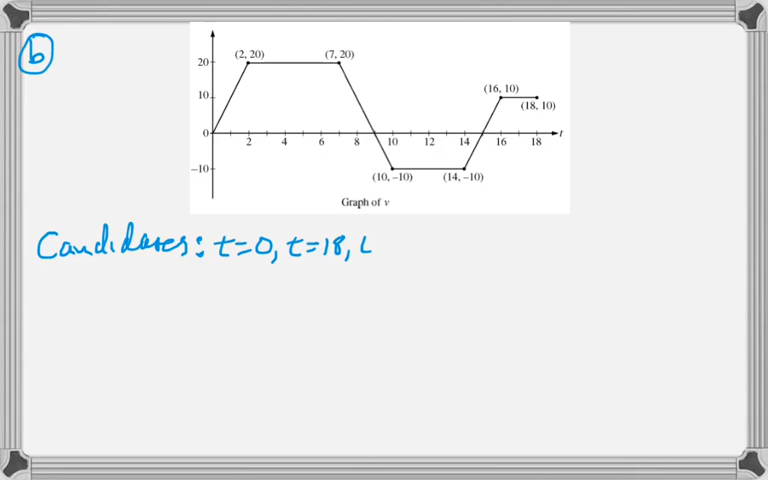 b
(2, 20) (7, 20)
20
(16, 10)
10
(18, 10)
0 2 4 6 8 10 12 14 16 18 t
−10
(10, −10) (14, −10)
Graph of v
Candidates: t=0, t=18,